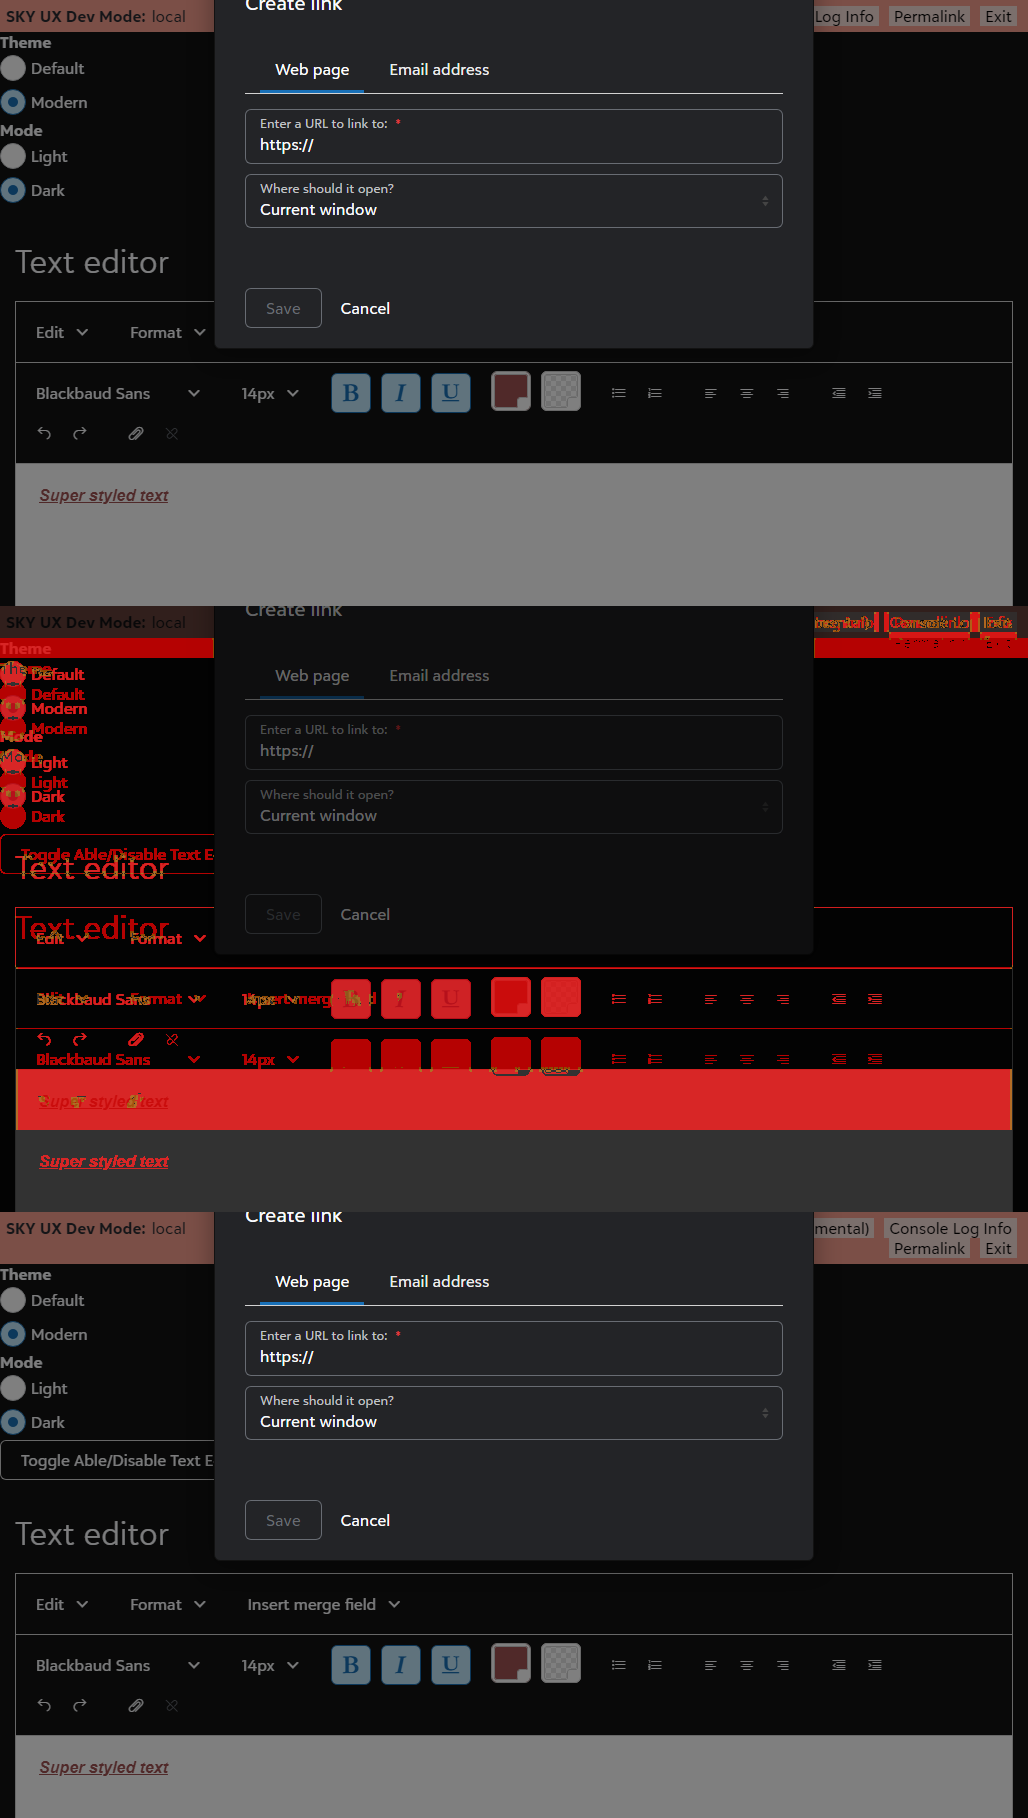 Create link
SKY UX Dev Mode: local
Log Info Permalink Exit
Theme
Default
Modern
Mode
Light
Dark
Web page Email address
Enter a URL to link to: *
https://
Where should it open?
Current window
Save Cancel
Text editor
Edit Format
Blackbaud Sans 14px B I U
Super styled text
Create link
SKY UX Dev Mode: local
Theme
Default
Default
Modern
Modern
Mode
Light
Light
Dark
Dark
Toggle Able/Disable Text E
Web page Email address
Enter a URL to link to: *
https://
Where should it open?
Current window
Save Cancel
Text editor
Text editor
Edit Format
Format
Blackbaud Sans 14px U
Blackbaud Sans 14px
Super styled text
Super styled text
Create link
SKY UX Dev Mode: local
mental) Console Log Info
Permalink Exit
Theme
Default
Modern
Mode
Light
Dark
Toggle Able/Disable Text E
Web page Email address
Enter a URL to link to: *
https://
Where should it open?
Current window
Save Cancel
Text editor
Edit Format Insert merge field
Blackbaud Sans 14px B I U
Super styled text